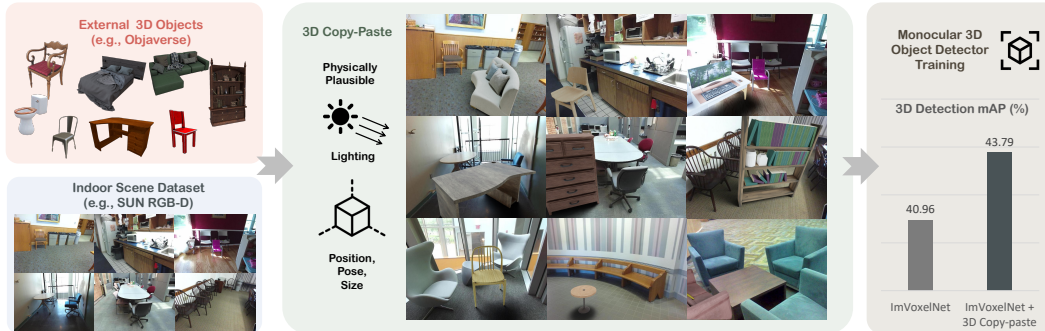 External 3D Objects
(e.g., Objaverse)
Indoor Scene Dataset
(e.g., SUN RGB-D)
3D Copy-Paste
Physically
Plausible
Lighting
Position,
Pose,
Size
Monocular 3D
Object Detector
Training
3D Detection mAP (%)
43.79
40.96
ImVoxelNet
ImVoxelNet +
3D Copy-paste